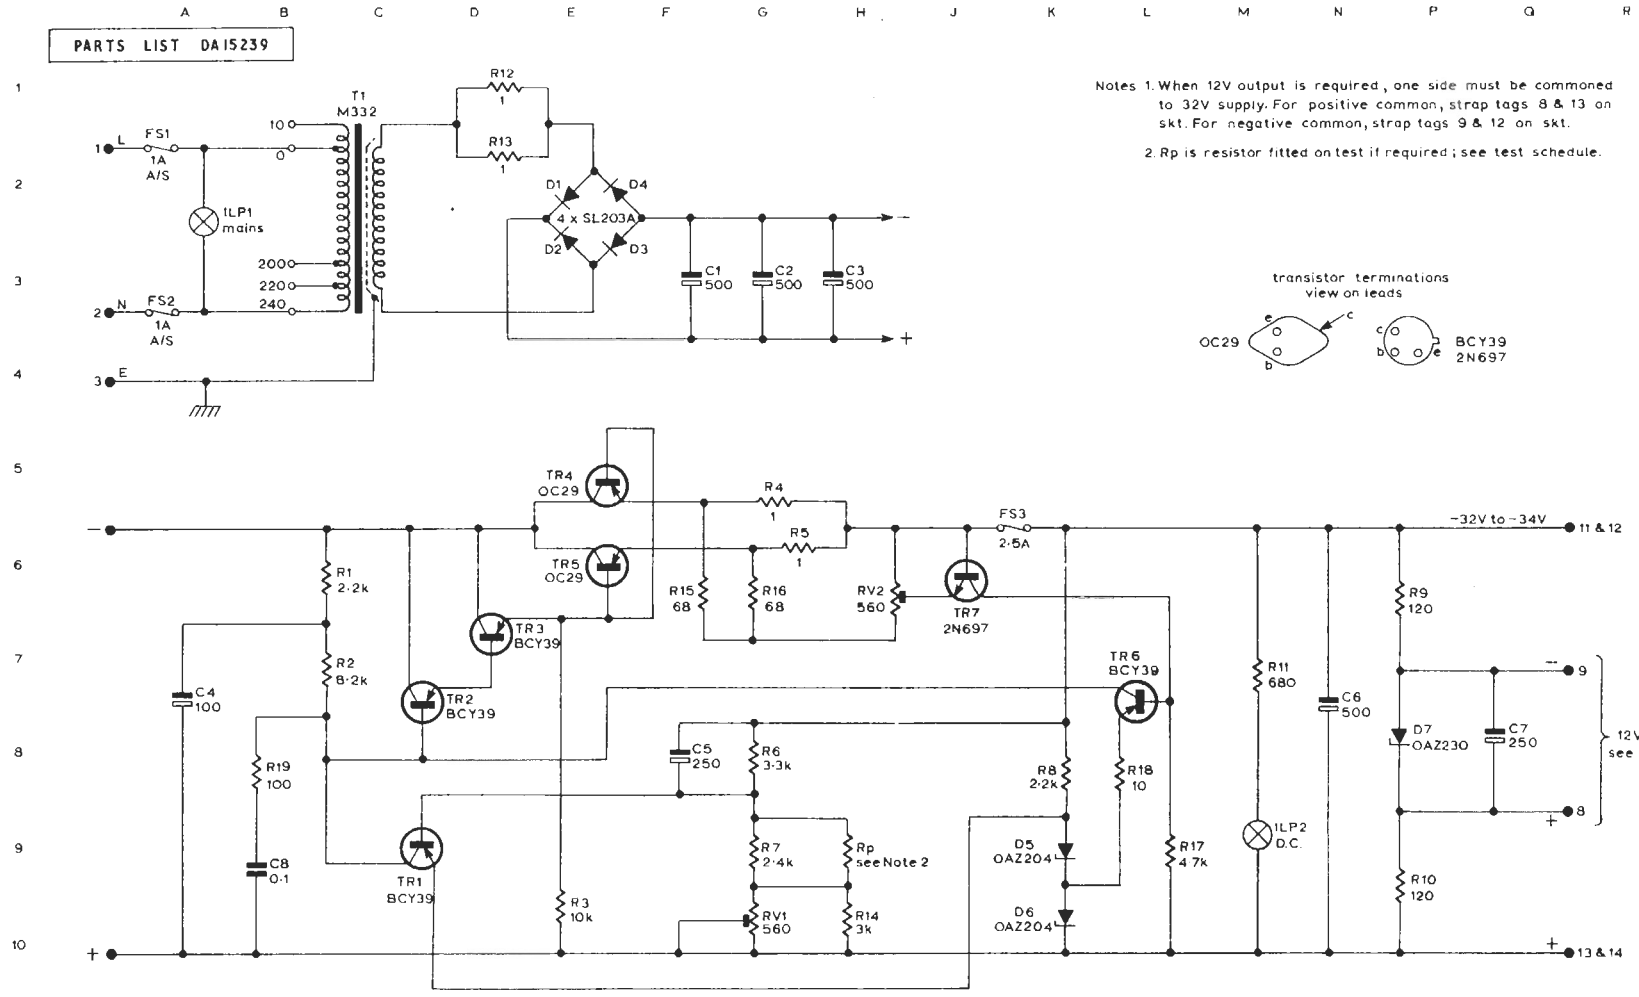 A B C D E F G H J K L M N P Q R
PARTS LIST DA15239
1
2
3
4
5
6
7
8
9
10
Notes 1. When 12V output is required, one side must be commoned
to 32V supply. For positive common, strap tags 8 & 13 on
skt. For negative common, strap tags 9 & 12 on skt.
2. Rp is resistor fitted on test if required; see test schedule.
T1
M332
10
0
200
220
240
1 L
FS1
1A
A/S
1LP1
mains
2 N
FS2
1A
A/S
3 E
R12
1
R13
1
D1
D4
4 x SL203A
D2
D3
C1
500
C2
500
C3
500
-
+
transistor terminations
view on leads
OC29
e
b
c
c
b
e
BCY39
2N697
-
TR4
OC29
TR5
OC29
R4
1
R5
1
FS3
2·5A
-32V to -34V
11 & 12
R1
2·2k
R15
68
R16
68
RV2
560
TR7
2N697
R9
120
TR3
BCY39
R2
8·2k
C4
100
TR2
BCY39
TR6
BCY39
R11
680
C6
500
-
9
R19
100
C5
250
R6
3·3k
R8
2·2k
R18
10
D7
OAZ230
C7
250
12V
see
+
8
TR1
BCY39
C8
0·1
R7
2·4k
Rp
see Note 2
D5
OAZ204
R17
4·7k
1LP2
D.C.
R3
10k
RV1
560
R14
3k
D6
OAZ204
R10
120
+
+
13 & 14